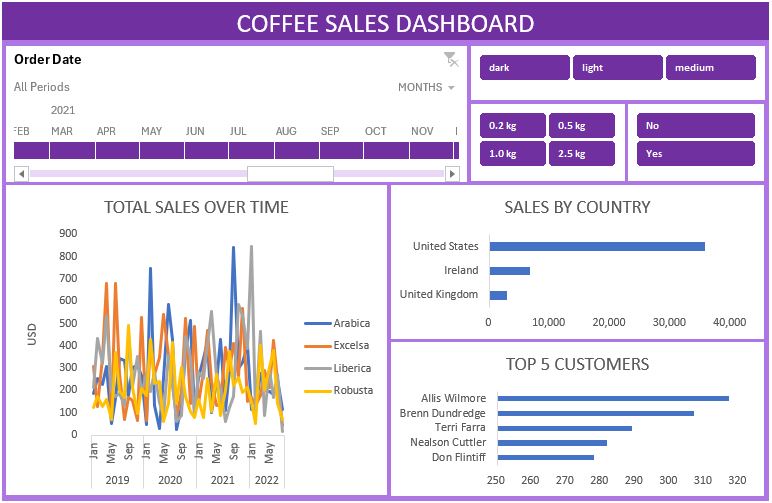 COFFEE SALES DASHBOARD
Order Date
All Periods
MONTHS
2021
FEB MAR APR MAY JUN JUL AUG SEP OCT NOV
dark light medium
0.2 kg 0.5 kg
1.0 kg 2.5 kg
No
Yes
TOTAL SALES OVER TIME
900
800
700
600
500
400
300
200
100
0
USD
Jan May Sep Jan May Sep Jan May Sep Jan May
2019 2020 2021 2022
Arabica
Excelsa
Liberica
Robusta
SALES BY COUNTRY
United States
Ireland
United Kingdom
0 10,000 20,000 30,000 40,000
TOP 5 CUSTOMERS
Allis Wilmore
Brenn Dundredge
Terri Farra
Nealson Cuttler
Don Flintiff
250 260 270 280 290 300 310 320